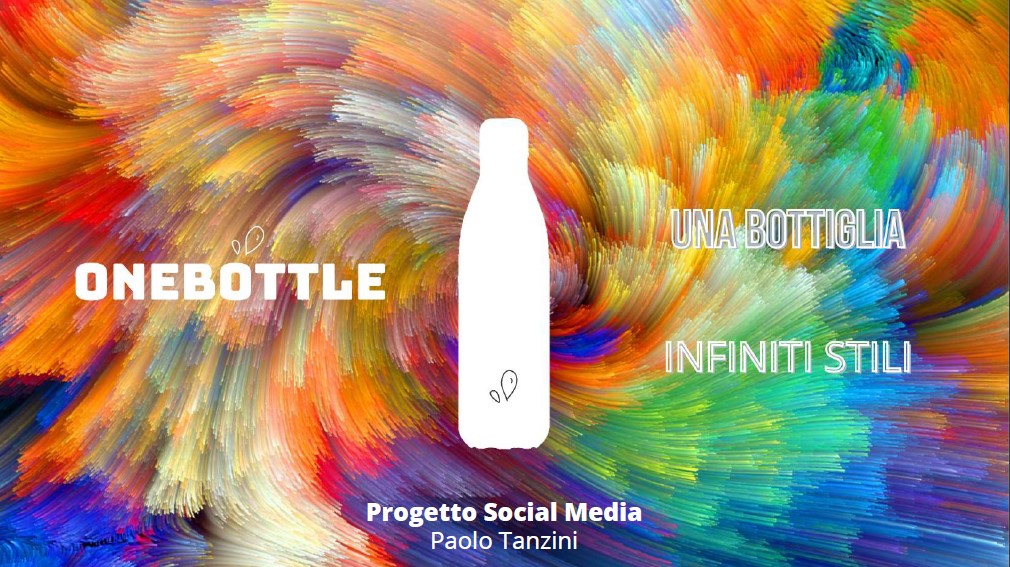 ONEBOTTLE
UNA BOTTIGLIA
INFINITI STILI
Progetto Social Media
Paolo Tanzini